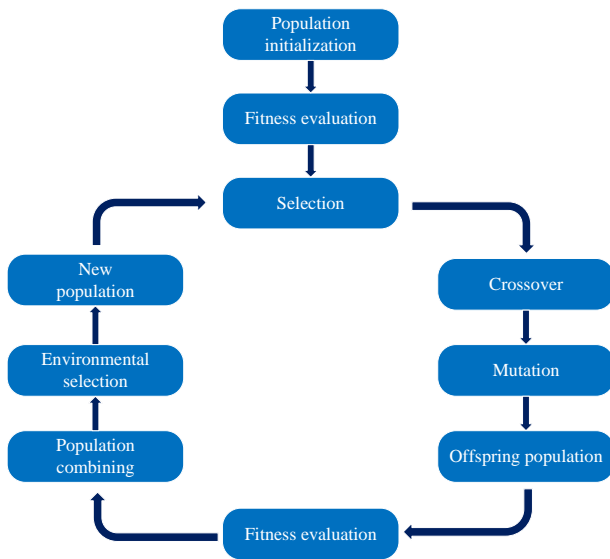 Population
initialization
Fitness evaluation
Selection
Crossover
Mutation
Offspring population
Fitness evaluation
Population
combining
Environmental
selection
New
population